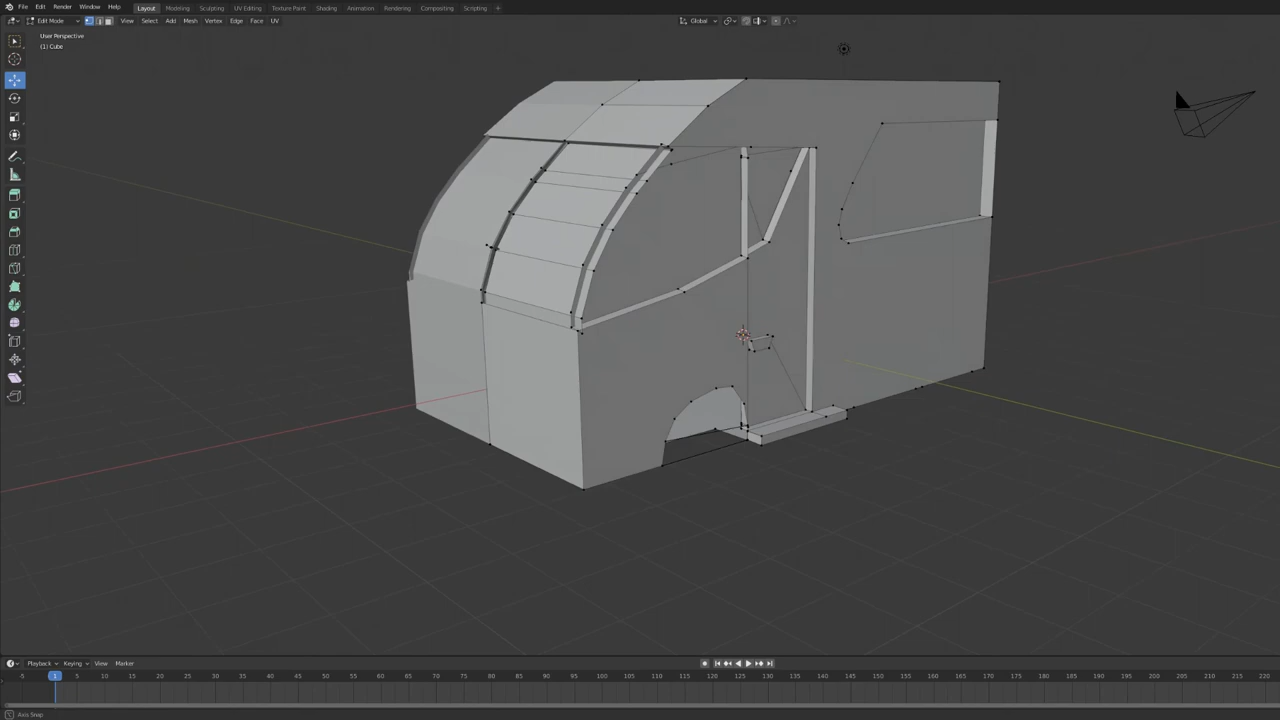 File Edit Render Window Help Layout Modeling Sculpting UV Editing Texture Paint Shading Animation Rendering Compositing Scripting +
Edit Mode View Select Add Mesh Vertex Edge Face UV Global
User Perspective
(1) Cube
Playback Keying View Marker
-5 1 5 10 15 20 25 30 35 40 45 50 55 60 65 70 75 80 85 90 95 100 105 110 115 120 125 130 135 140 145 150 155 160 165 170 175 180 185 190 195 200 205 210 215 220
Axis Snap